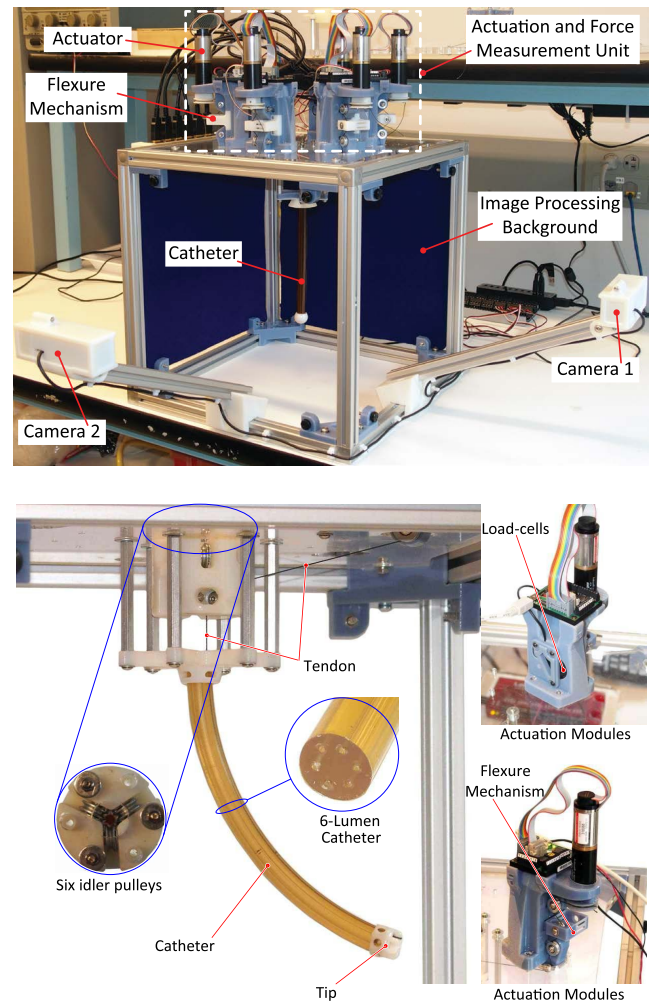 Actuator
Actuation and Force
Measurement Unit
Flexure
Mechanism
Image Processing
Background
Catheter
Camera 1
Camera 2
Load-cells
Tendon
Actuation Modules
Flexure
Mechanism
6-Lumen
Catheter
Six idler pulleys
Catheter
Tip
Actuation Modules